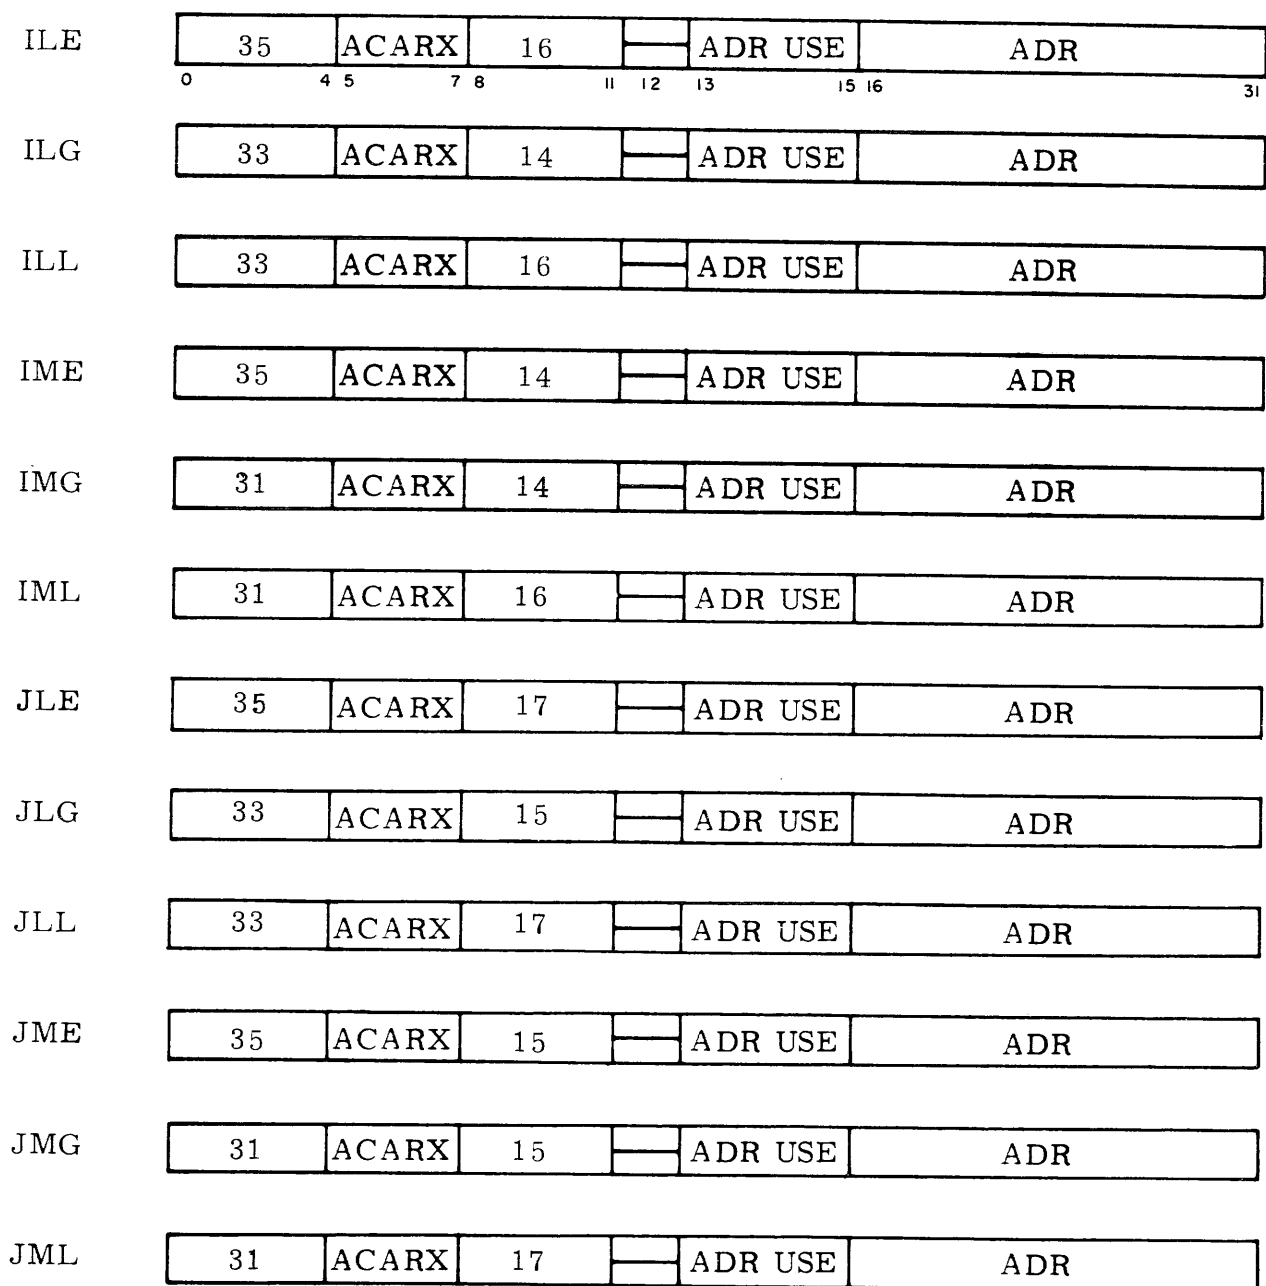 ILE 35 ACARX 16 ADR USE ADR
0 4 5 7 8 11 12 13 15 16 31
ILG 33 ACARX 14 ADR USE ADR
ILL 33 ACARX 16 ADR USE ADR
IME 35 ACARX 14 ADR USE ADR
IMG 31 ACARX 14 ADR USE ADR
IML 31 ACARX 16 ADR USE ADR
JLE 35 ACARX 17 ADR USE ADR
JLG 33 ACARX 15 ADR USE ADR
JLL 33 ACARX 17 ADR USE ADR
JME 35 ACARX 15 ADR USE ADR
JMG 31 ACARX 15 ADR USE ADR
JML 31 ACARX 17 ADR USE ADR